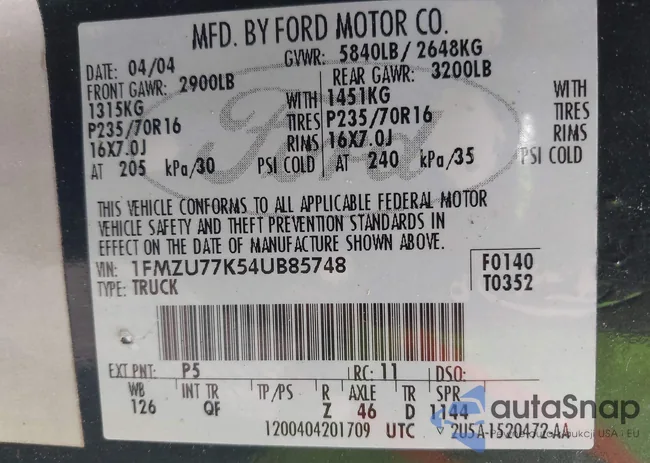 MFD. BY FORD MOTOR CO.
DATE: 04/04 GVWR: 5840LB / 2648KG
FRONT GAWR: 2900LB REAR GAWR: 3200LB
1315KG WITH 1451KG WITH
P235/70R16 TIRES P235/70R16 TIRES
16X7.0J RIMS 16X7.0J RIMS
AT 205 kPa/30 PSI COLD AT 240 kPa/35 PSI COLD
Ford
THIS VEHICLE CONFORMS TO ALL APPLICABLE FEDERAL MOTOR
VEHICLE SAFETY AND THEFT PREVENTION STANDARDS IN
EFFECT ON THE DATE OF MANUFACTURE SHOWN ABOVE.
VIN: 1FMZU77K54UB85748 F0140
TYPE: TRUCK T0352
EXT PNT: P5 RC: 11 DSO:
WB INT TR TP/PS R AXLE TR SPR
126 QF Z 46 D 1144
1200404201709 UTC ▽ 2U5A-1520472-AA
autoSnap